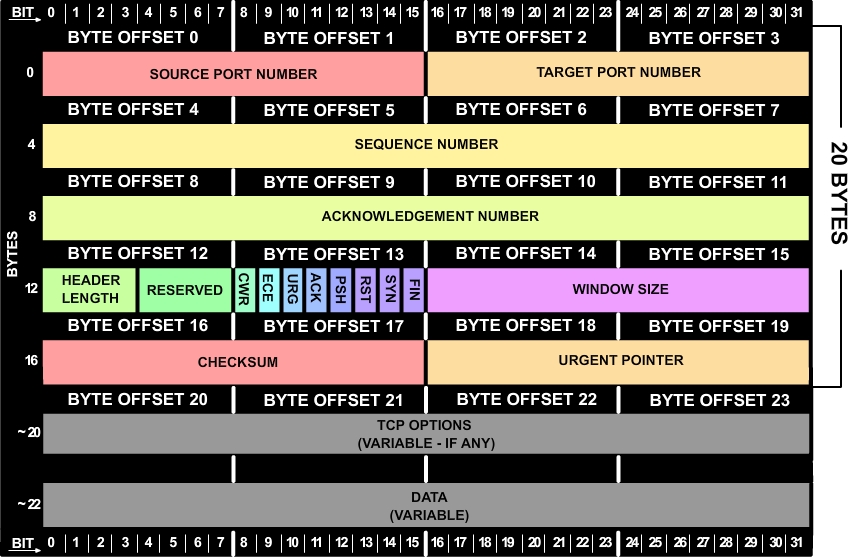 BIT 0 1 2 3 4 5 6 7 8 9 10 11 12 13 14 15 16 17 18 19 20 21 22 23 24 25 26 27 28 29 30 31
BYTE OFFSET 0 BYTE OFFSET 1 BYTE OFFSET 2 BYTE OFFSET 3
0 SOURCE PORT NUMBER TARGET PORT NUMBER
BYTE OFFSET 4 BYTE OFFSET 5 BYTE OFFSET 6 BYTE OFFSET 7
4 SEQUENCE NUMBER
BYTE OFFSET 8 BYTE OFFSET 9 BYTE OFFSET 10 BYTE OFFSET 11
8 ACKNOWLEDGEMENT NUMBER
BYTE OFFSET 12 BYTE OFFSET 13 BYTE OFFSET 14 BYTE OFFSET 15
12 HEADER
LENGTH
RESERVED CWR ECE URG ACK PSH RST SYN FIN WINDOW SIZE
BYTE OFFSET 16 BYTE OFFSET 17 BYTE OFFSET 18 BYTE OFFSET 19
16 CHECKSUM URGENT POINTER
BYTE OFFSET 20 BYTE OFFSET 21 BYTE OFFSET 22 BYTE OFFSET 23
~20 TCP OPTIONS
(VARIABLE - IF ANY)
~22 DATA
(VARIABLE)
BIT 0 1 2 3 4 5 6 7 8 9 10 11 12 13 14 15 16 17 18 19 20 21 22 23 24 25 26 27 28 29 30 31
BYTES
20 BYTES